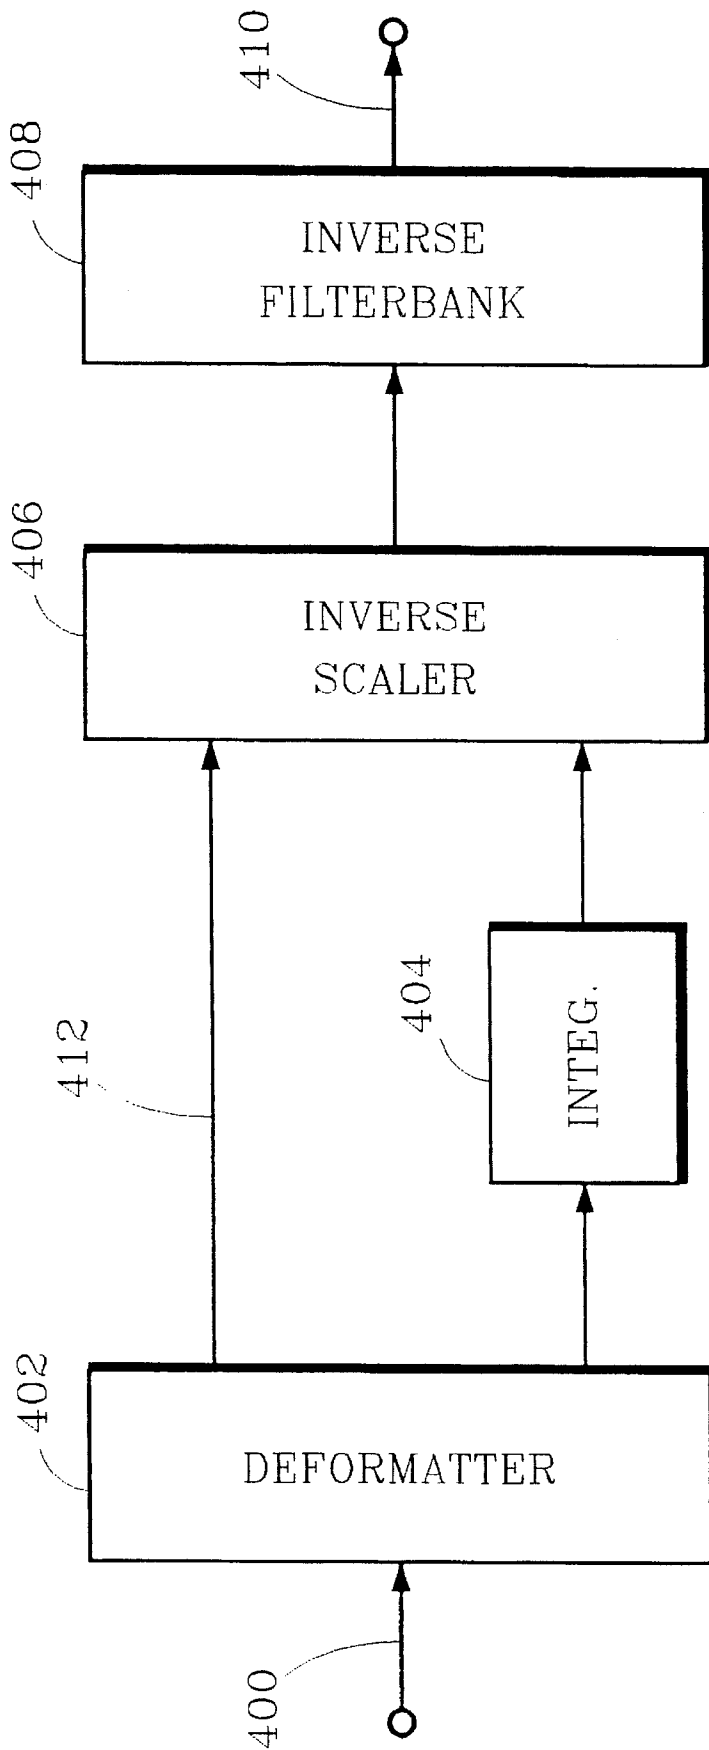 410
408
INVERSE
FILTERBANK
406
INVERSE
SCALER
412
404
INTEG.
402
DEFORMATTER
400